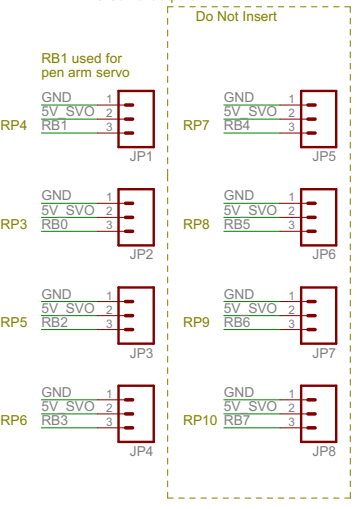 Do Not Insert
RB1 used for
pen arm servo
RP4
GND 1
5V_SVO 2
RB1 3
JP1
RP7
GND 1
5V_SVO 2
RB4 3
JP5
RP3
GND 1
5V_SVO 2
RB0 3
JP2
RP8
GND 1
5V_SVO 2
RB5 3
JP6
RP5
GND 1
5V_SVO 2
RB2 3
JP3
RP9
GND 1
5V_SVO 2
RB6 3
JP7
RP6
GND 1
5V_SVO 2
RB3 3
JP4
RP10
GND 1
5V_SVO 2
RB7 3
JP8